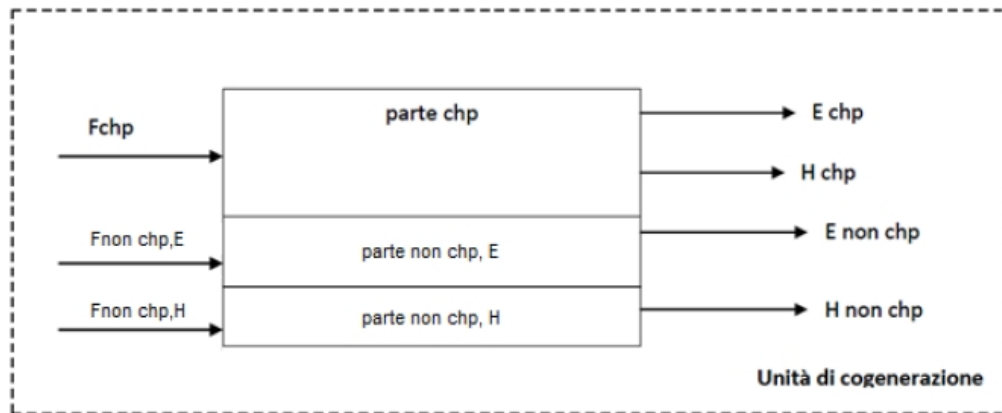 parte chp
Fchp
E chp
H chp
Fnon chp,E
parte non chp, E
E non chp
Fnon chp,H
parte non chp, H
H non chp
Unità di cogenerazione